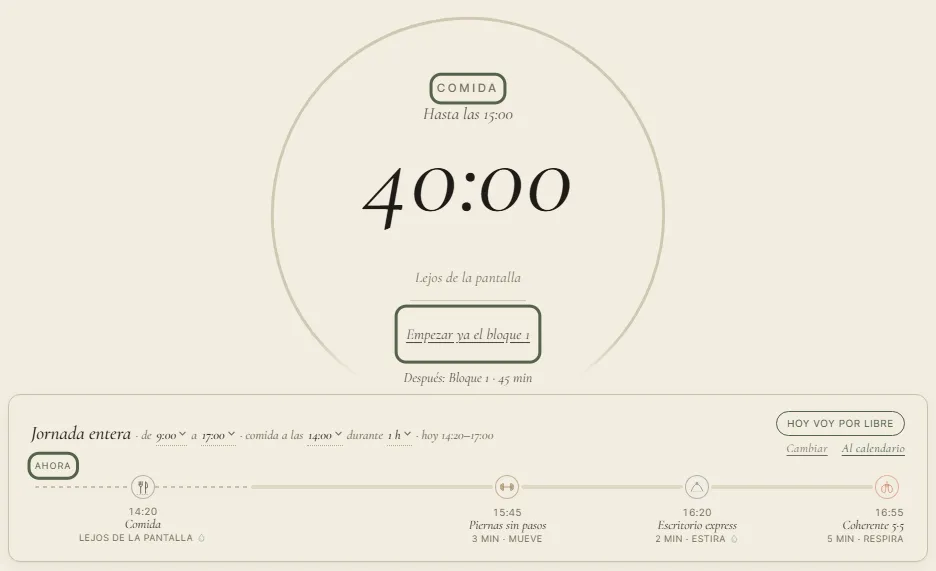 COMIDA
Hasta las 15:00
40:00
Lejos de la pantalla
Empezar ya el bloque 1
Después: Bloque 1 · 45 min
Jornada entera · de 9:00 a 17:00 · comida a las 14:00 durante 1 h · hoy 14:20–17:00
HOY VOY POR LIBRE
Cambiar Al calendario
AHORA
14:20
Comida
LEJOS DE LA PANTALLA
15:45
Piernas sin pasos
3 MIN · MUEVE
16:20
Escritorio express
2 MIN · ESTIRA
16:55
Coherente 5-5
5 MIN · RESPIRA